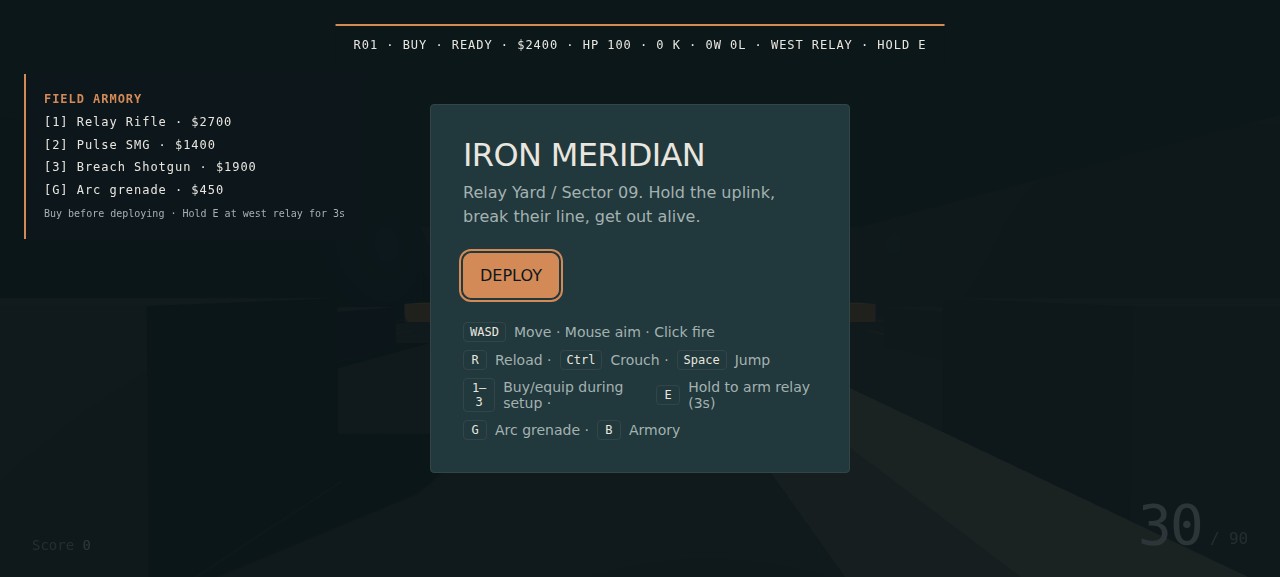 R01 · BUY · READY · $2400 · HP 100 · 0 K · 0W 0L · WEST RELAY · HOLD E
FIELD ARMORY
[1] Relay Rifle · $2700
[2] Pulse SMG · $1400
[3] Breach Shotgun · $1900
[G] Arc grenade · $450
Buy before deploying · Hold E at west relay for 3s
IRON MERIDIAN
Relay Yard / Sector 09. Hold the uplink,
break their line, get out alive.
DEPLOY
WASD Move · Mouse aim · Click fire
R Reload · Ctrl Crouch · Space Jump
1–3 Buy/equip during setup · E Hold to arm relay (3s)
G Arc grenade · B Armory
Score 0
30 / 90